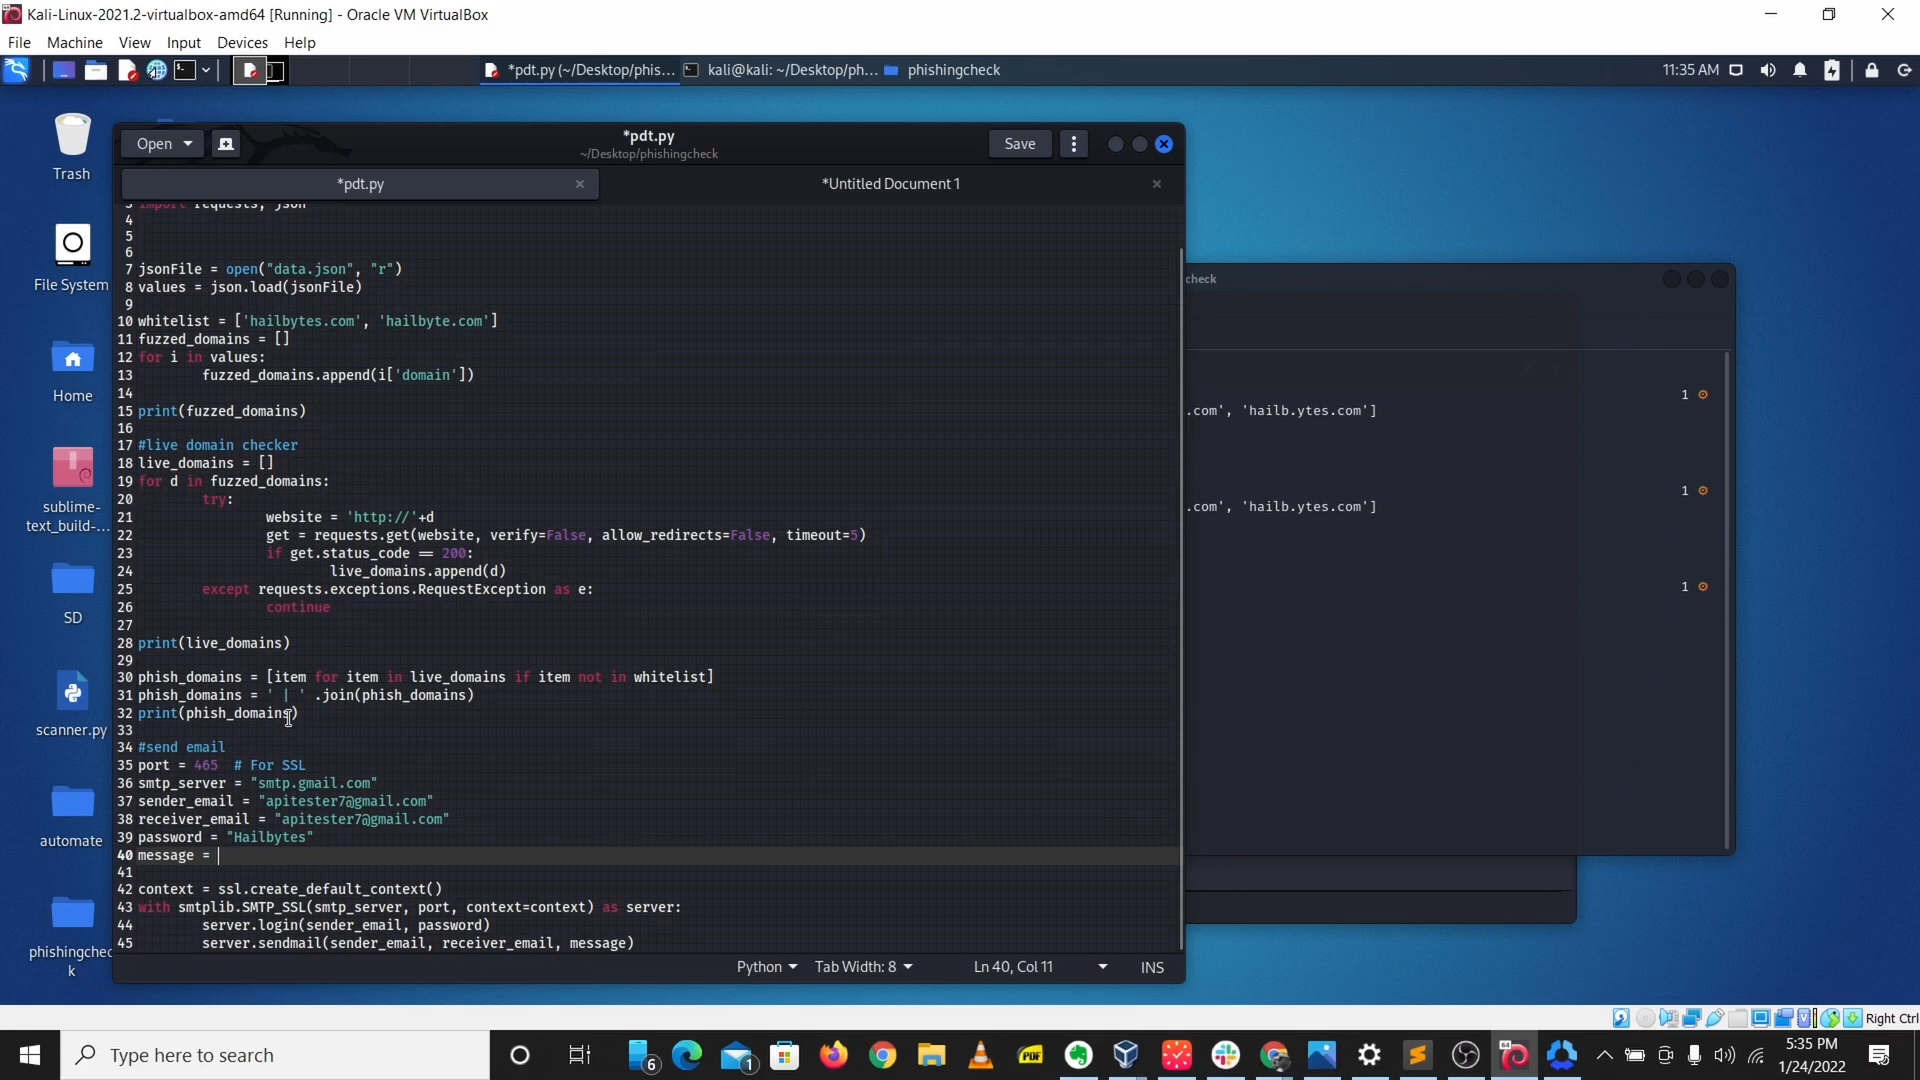 Kali-Linux-2021.2-virtualbox-amd64 [Running] - Oracle VM VirtualBox
File Machine View Input Devices Help
*pdt.py (~/Desktop/phis... kali@kali: ~/Desktop/ph... phishingcheck 11:35 AM
Trash
File System
Home
sublime-
text_build-...
SD
scanner.py
automate
phishingchec
k
Open *pdt.py Save
~/Desktop/phishingcheck
*pdt.py *Untitled Document 1
3 import requests, json
4
5
6
7 jsonFile = open("data.json", "r")
8 values = json.load(jsonFile)
9
10 whitelist = ['hailbytes.com', 'hailbyte.com']
11 fuzzed_domains = []
12 for i in values:
13 fuzzed_domains.append(i['domain'])
14
15 print(fuzzed_domains)
16
17 #live domain checker
18 live_domains = []
19 for d in fuzzed_domains:
20 try:
21 website = 'http://'+d
22 get = requests.get(website, verify=False, allow_redirects=False, timeout=5)
23 if get.status_code == 200:
24 live_domains.append(d)
25 except requests.exceptions.RequestException as e:
26 continue
27
28 print(live_domains)
29
30 phish_domains = [item for item in live_domains if item not in whitelist]
31 phish_domains = ' | ' .join(phish_domains)
32 print(phish_domains)
33
34 #send email
35 port = 465  # For SSL
36 smtp_server = "smtp.gmail.com"
37 sender_email = "apitester7@gmail.com"
38 receiver_email = "apitester7@gmail.com"
39 password = "Hailbytes"
40 message =
41
42 context = ssl.create_default_context()
43 with smtplib.SMTP_SSL(smtp_server, port, context=context) as server:
44 server.login(sender_email, password)
45 server.sendmail(sender_email, receiver_email, message)
Python Tab Width: 8 Ln 40, Col 11 INS
check
1
.com', 'hailb.ytes.com']
1
.com', 'hailb.ytes.com']
1
Right Ctrl
Type here to search
6
1
PDF
64
5:35 PM
1/24/2022